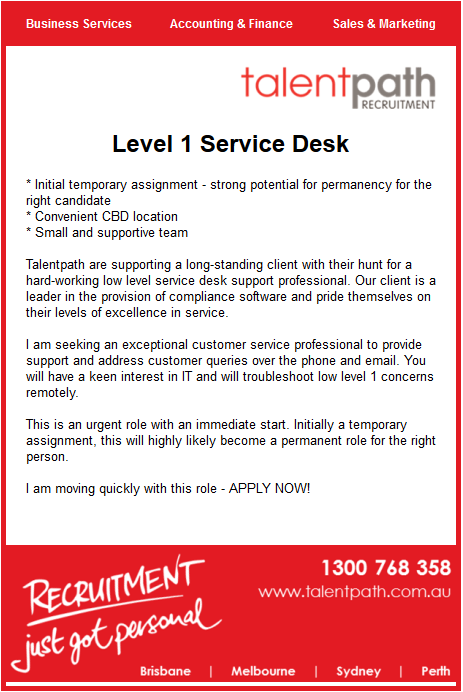 Business Services Accounting & Finance Sales & Marketing
talentpath
RECRUITMENT
Level 1 Service Desk
* Initial temporary assignment - strong potential for permanency for the
right candidate
* Convenient CBD location
* Small and supportive team
Talentpath are supporting a long-standing client with their hunt for a
hard-working low level service desk support professional. Our client is a
leader in the provision of compliance software and pride themselves on
their levels of excellence in service.
I am seeking an exceptional customer service professional to provide
support and address customer queries over the phone and email. You
will have a keen interest in IT and will troubleshoot low level 1 concerns
remotely.
This is an urgent role with an immediate start. Initially a temporary
assignment, this will highly likely become a permanent role for the right
person.
I am moving quickly with this role - APPLY NOW!
1300 768 358
www.talentpath.com.au
RECRUITMENT
just got personal
Brisbane | Melbourne | Sydney | Perth